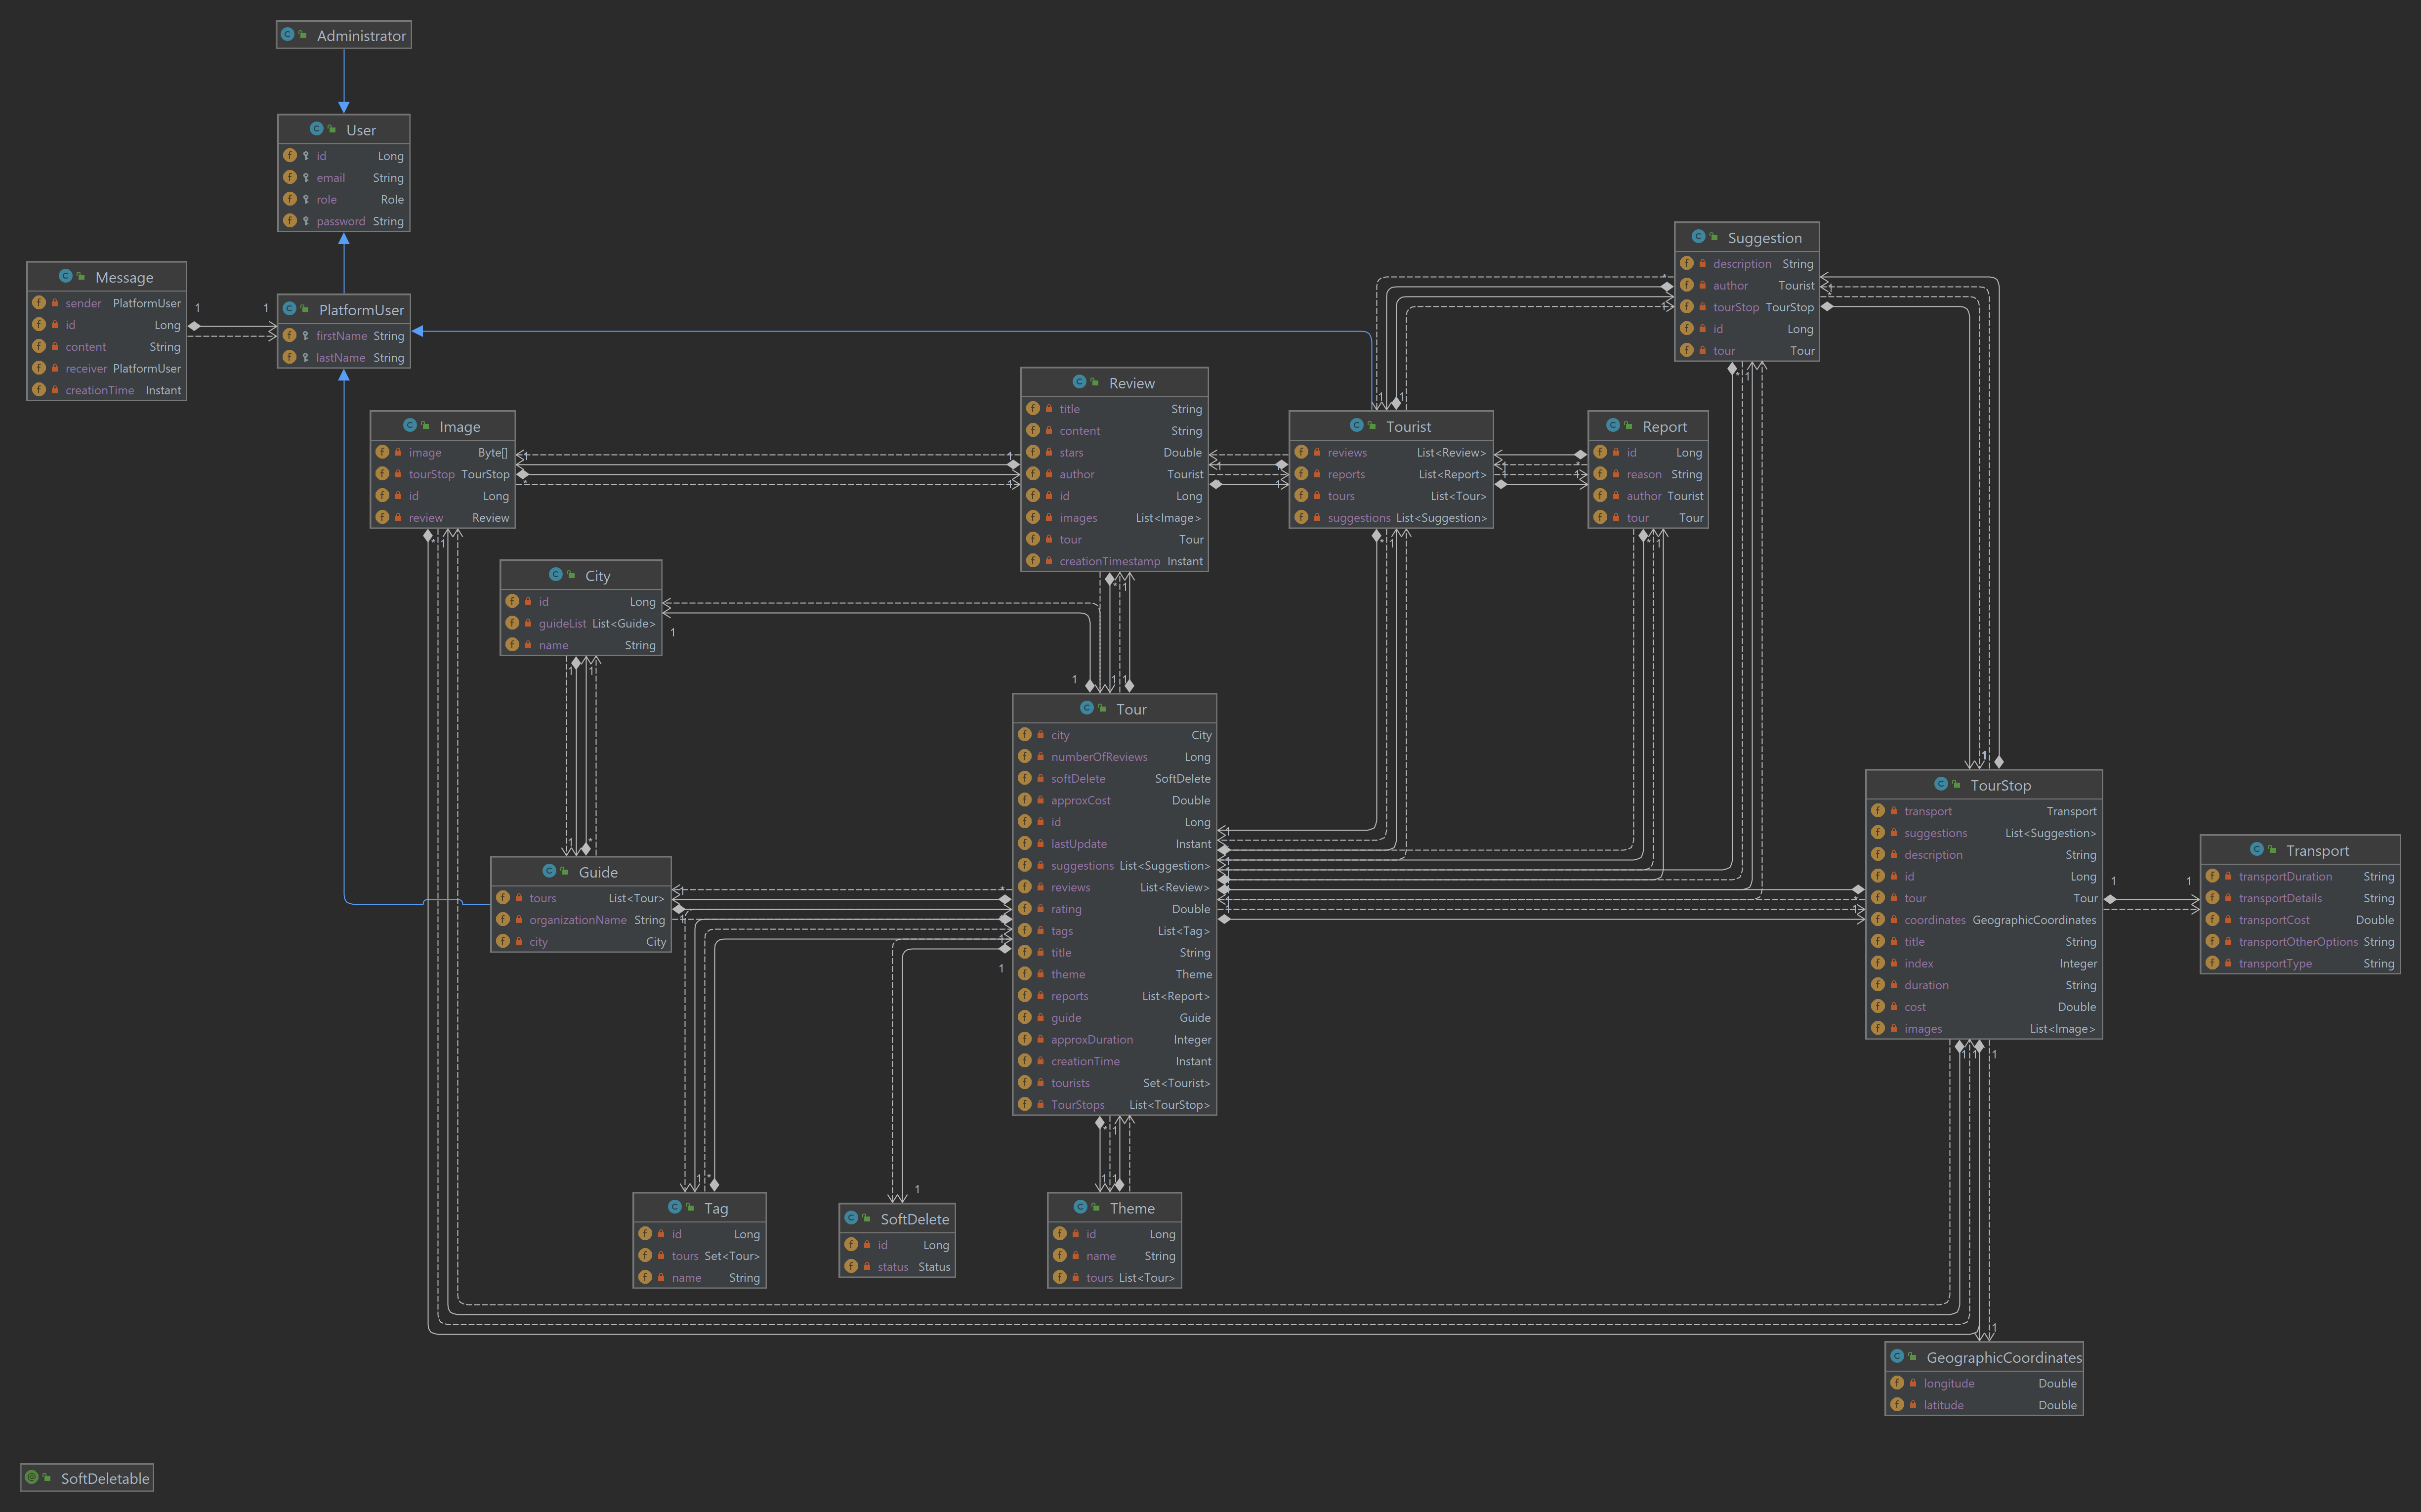 Administrator
User
id Long
email String
role Role
password String
Message
sender PlatformUser
id Long
content String
receiver PlatformUser
creationTime Instant
PlatformUser
firstName String
lastName String
Suggestion
description String
author Tourist
tourStop TourStop
id Long
tour Tour
Image
image Byte[]
tourStop TourStop
id Long
review Review
Review
title String
content String
stars Double
author Tourist
id Long
images List<Image>
tour Tour
creationTimestamp Instant
Tourist
reviews List<Review>
reports List<Report>
tours List<Tour>
suggestions List<Suggestion>
Report
id Long
reason String
author Tourist
tour Tour
City
id Long
guideList List<Guide>
name String
Tour
city City
numberOfReviews Long
softDelete SoftDelete
approxCost Double
id Long
lastUpdate Instant
suggestions List<Suggestion>
reviews List<Review>
rating Double
tags List<Tag>
title String
theme Theme
reports List<Report>
guide Guide
approxDuration Integer
creationTime Instant
tourists Set<Tourist>
TourStops List<TourStop>
Guide
tours List<Tour>
organizationName String
city City
TourStop
transport Transport
suggestions List<Suggestion>
description String
id Long
tour Tour
coordinates GeographicCoordinates
title String
index Integer
duration String
cost Double
images List<Image>
Transport
transportDuration String
transportDetails String
transportCost Double
transportOtherOptions String
transportType String
Tag
id Long
tours Set<Tour>
name String
SoftDelete
id Long
status Status
Theme
id Long
name String
tours List<Tour>
GeographicCoordinates
longitude Double
latitude Double
SoftDeletable